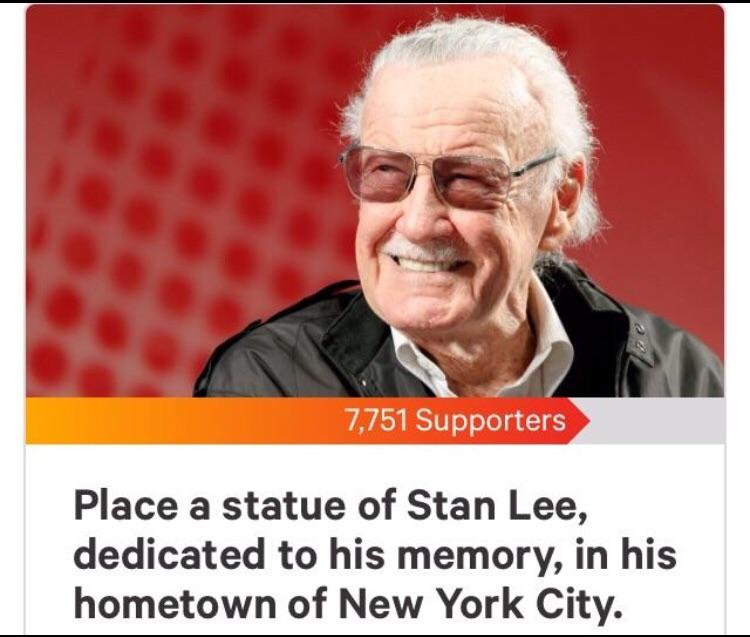 7,751 Supporters
Place a statue of Stan Lee,
dedicated to his memory, in his
hometown of New York City.